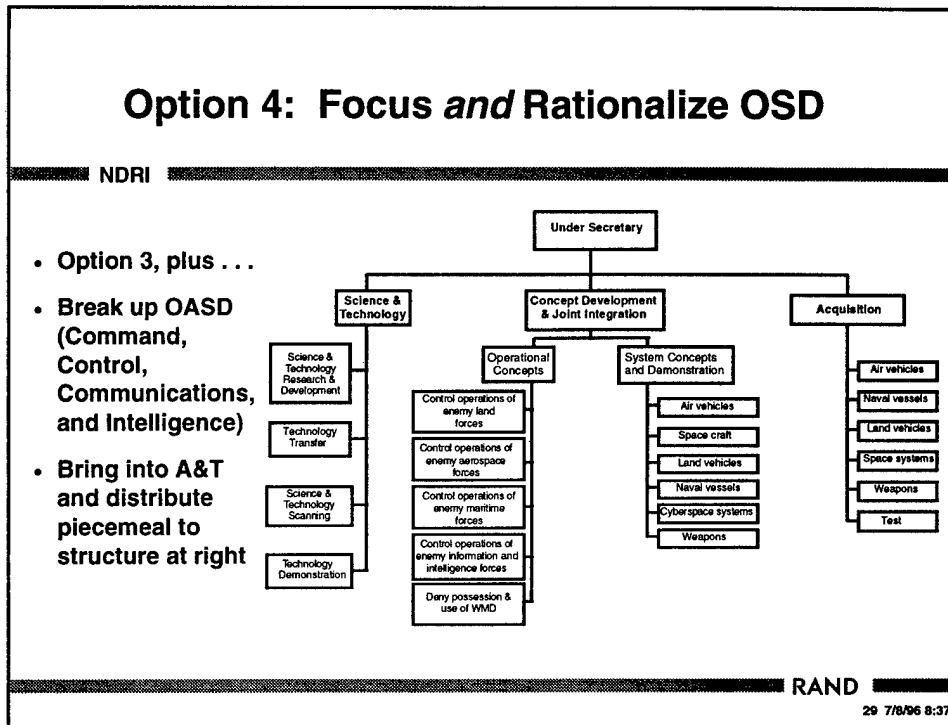 Option 4: Focus and Rationalize OSD
NDRI
• Option 3, plus . . .
• Break up OASD
(Command,
Control,
Communications,
and Intelligence)
• Bring into A&T
and distribute
piecemeal to
structure at right
Under Secretary
Science &
Technology
Science &
Technology
Research &
Development
Technology
Transfer
Science &
Technology
Scanning
Technology
Demonstration
Concept Development
& Joint Integration
Operational
Concepts
Control operations of
enemy land
forces
Control operations of
enemy aerospace
forces
Control operations of
enemy maritime
forces
Control operations of
enemy information and
intelligence forces
Deny possession &
use of WMD
System Concepts
and Demonstration
Air vehicles
Space craft
Land vehicles
Naval vessels
Cyberspace systems
Weapons
Acquisition
Air vehicles
Naval vessels
Land vehicles
Space systems
Weapons
Test
RAND
29 7/8/96 8:37